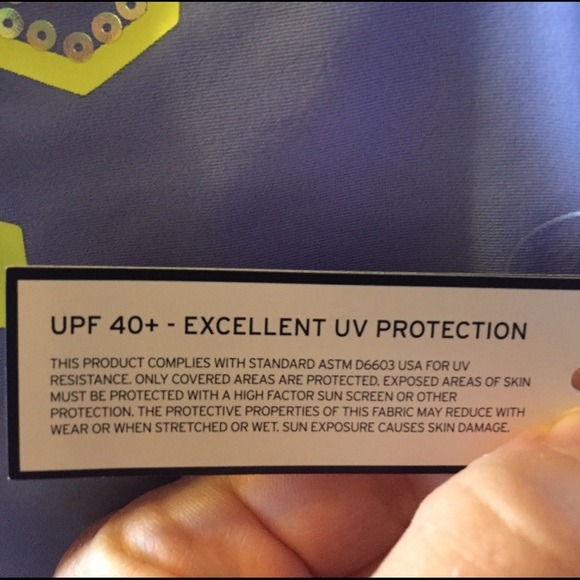 UPF 40+ - EXCELLENT UV PROTECTION
THIS PRODUCT COMPLIES WITH STANDARD ASTM D6603 USA FOR UV
RESISTANCE. ONLY COVERED AREAS ARE PROTECTED. EXPOSED AREAS OF SKIN
MUST BE PROTECTED WITH A HIGH FACTOR SUN SCREEN OR OTHER
PROTECTION. THE PROTECTIVE PROPERTIES OF THIS FABRIC MAY REDUCE WITH
WEAR OR WHEN STRETCHED OR WET. SUN EXPOSURE CAUSES SKIN DAMAGE.